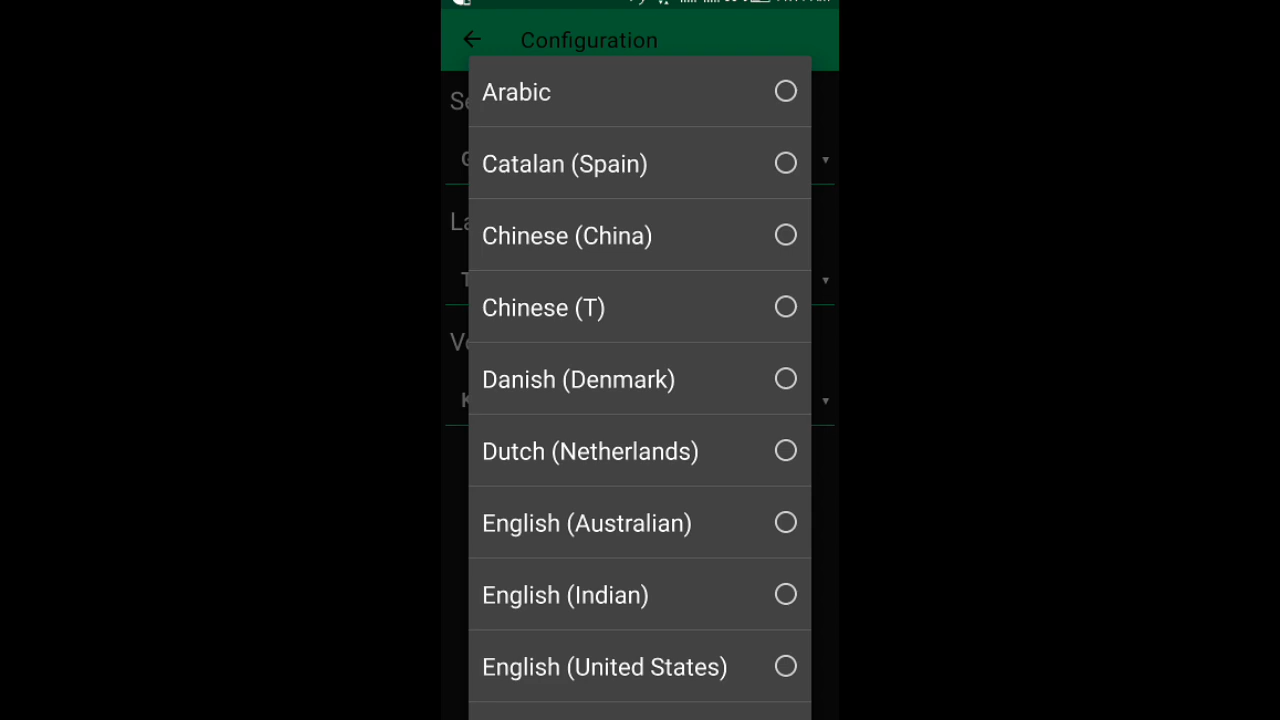 Configuration
Arabic
Catalan (Spain)
Chinese (China)
Chinese (T)
Danish (Denmark)
Dutch (Netherlands)
English (Australian)
English (Indian)
English (United States)